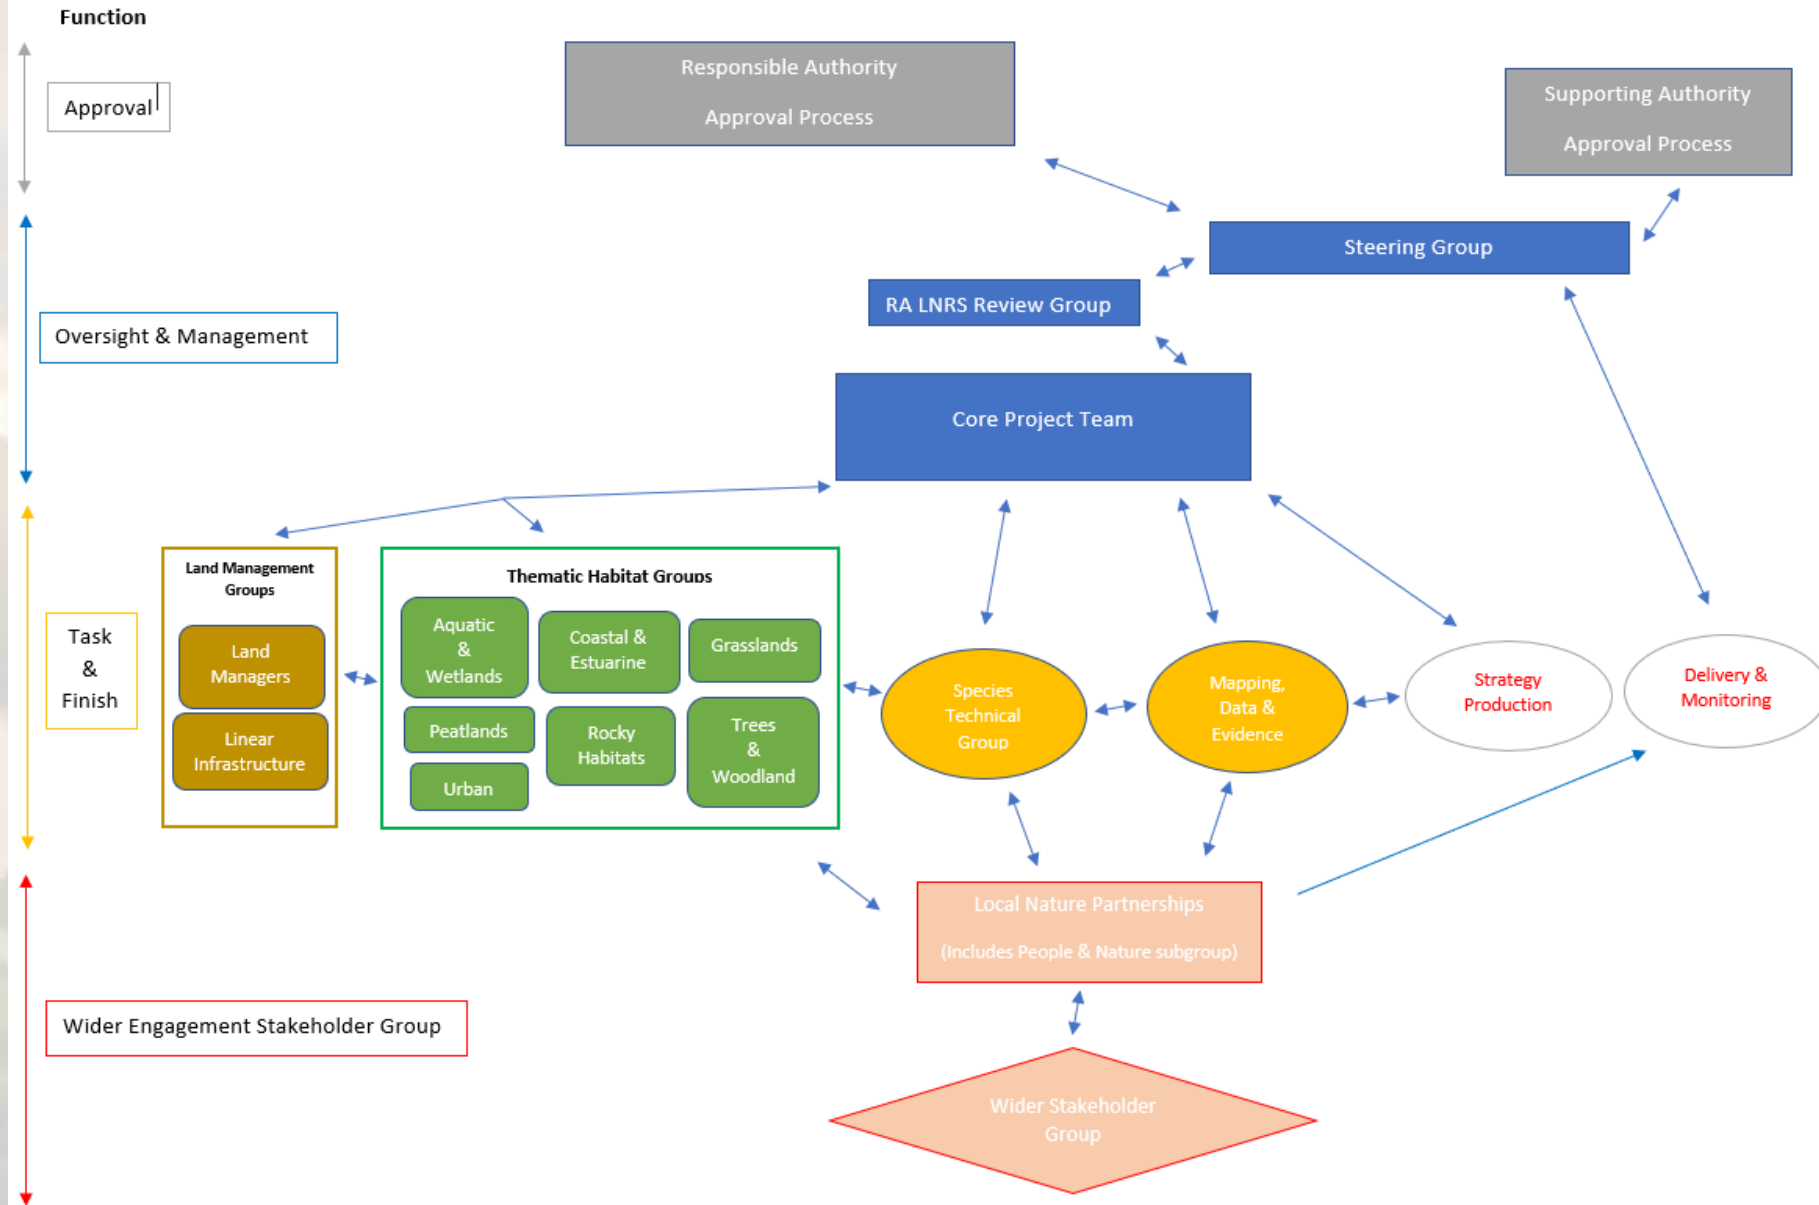 Function
Approval
Responsible Authority
Approval Process
Supporting Authority
Approval Process
Steering Group
RA LNRS Review Group
Oversight & Management
Core Project Team
Land Management
Groups
Land
Managers
Linear
Infrastructure
Thematic Habitat Groups
Aquatic
&
Wetlands
Coastal &
Estuarine
Grasslands
Peatlands
Rocky
Habitats
Trees
&
Woodland
Urban
Task
&
Finish
Species
Technical
Group
Mapping,
Data &
Evidence
Strategy
Production
Delivery &
Monitoring
Local Nature Partnerships
(Includes People & Nature subgroup)
Wider Engagement Stakeholder Group
Wider Stakeholder
Group